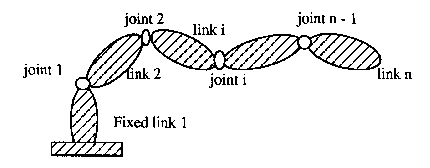 joint 2
link i
joint n - 1
joint 1
link 2
joint i
link n
Fixed link 1